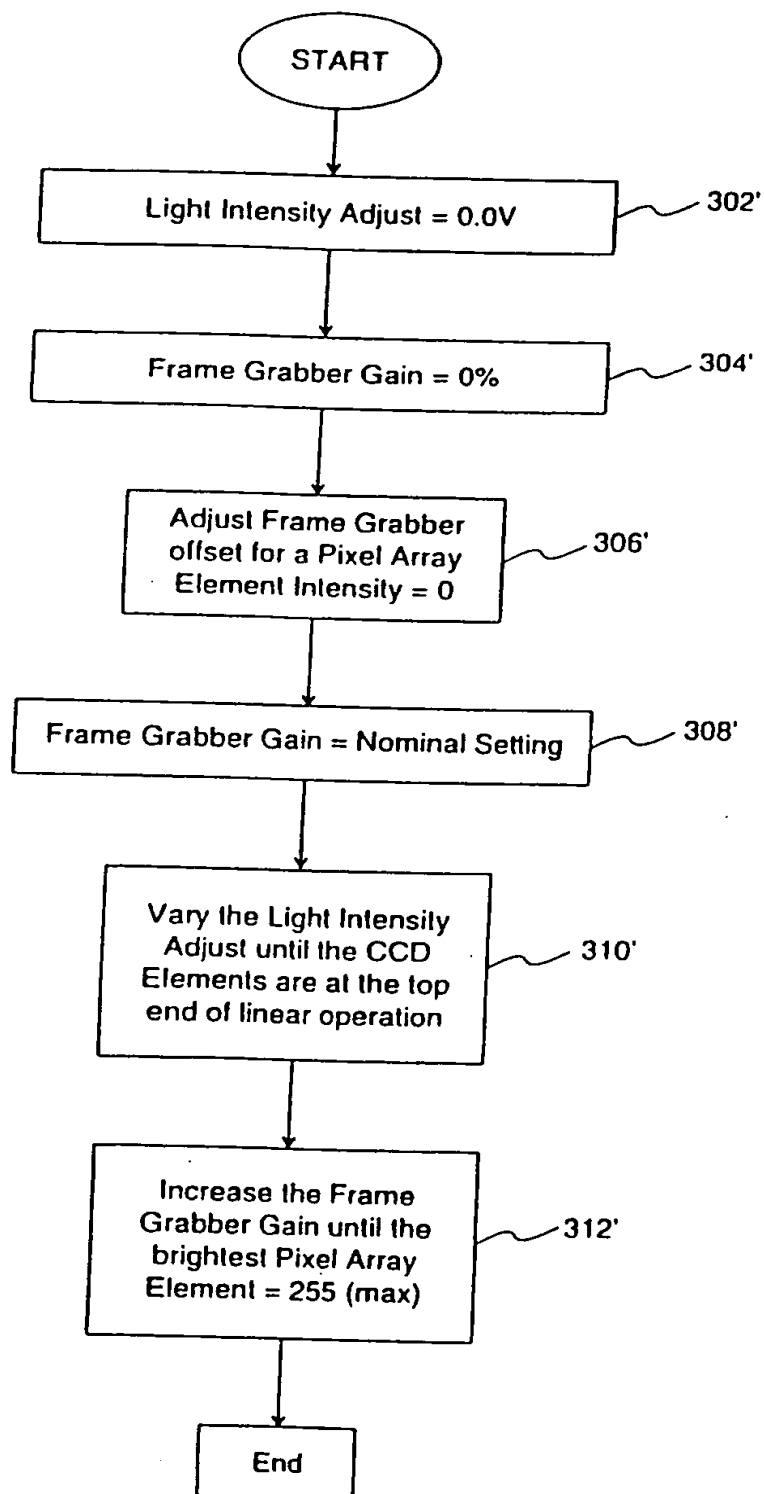 START
Light Intensity Adjust = 0.0V
302'
Frame Grabber Gain = 0%
304'
Adjust Frame Grabber
offset for a Pixel Array
Element Intensity = 0
306'
Frame Grabber Gain = Nominal Setting
308'
Vary the Light Intensity
Adjust until the CCD
Elements are at the top
end of linear operation
310'
Increase the Frame
Grabber Gain until the
brightest Pixel Array
Element = 255 (max)
312'
End